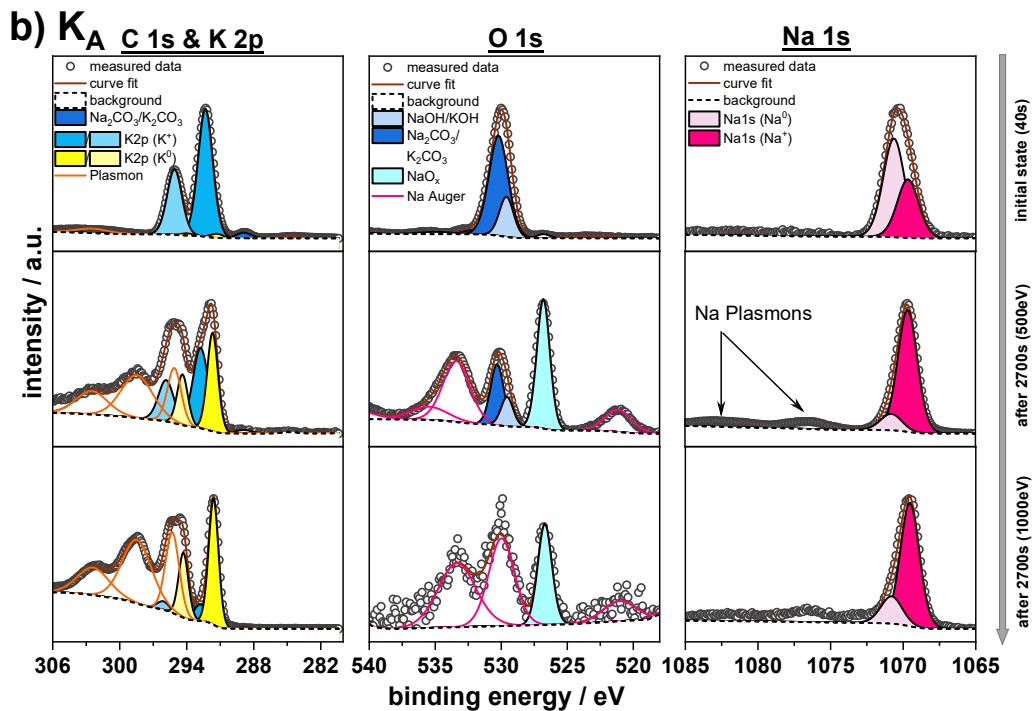 b) K_A
C 1s & K 2p
O 1s
Na 1s
measured data
curve fit
background
Na₂CO₃/K₂CO₃
K2p (K⁺)
K2p (K⁰)
Plasmon
measured data
curve fit
background
NaOH/KOH
Na₂CO₃/
K₂CO₃
NaOₓ
Na Auger
measured data
curve fit
background
Na1s (Na⁰)
Na1s (Na⁺)
Na Plasmons
intensity / a.u.
initial state (40s)
after 2700s (500eV)
after 2700s (1000eV)
306 300 294 288 282
540 535 530 525 520
1085 1080 1075 1070 1065
binding energy / eV